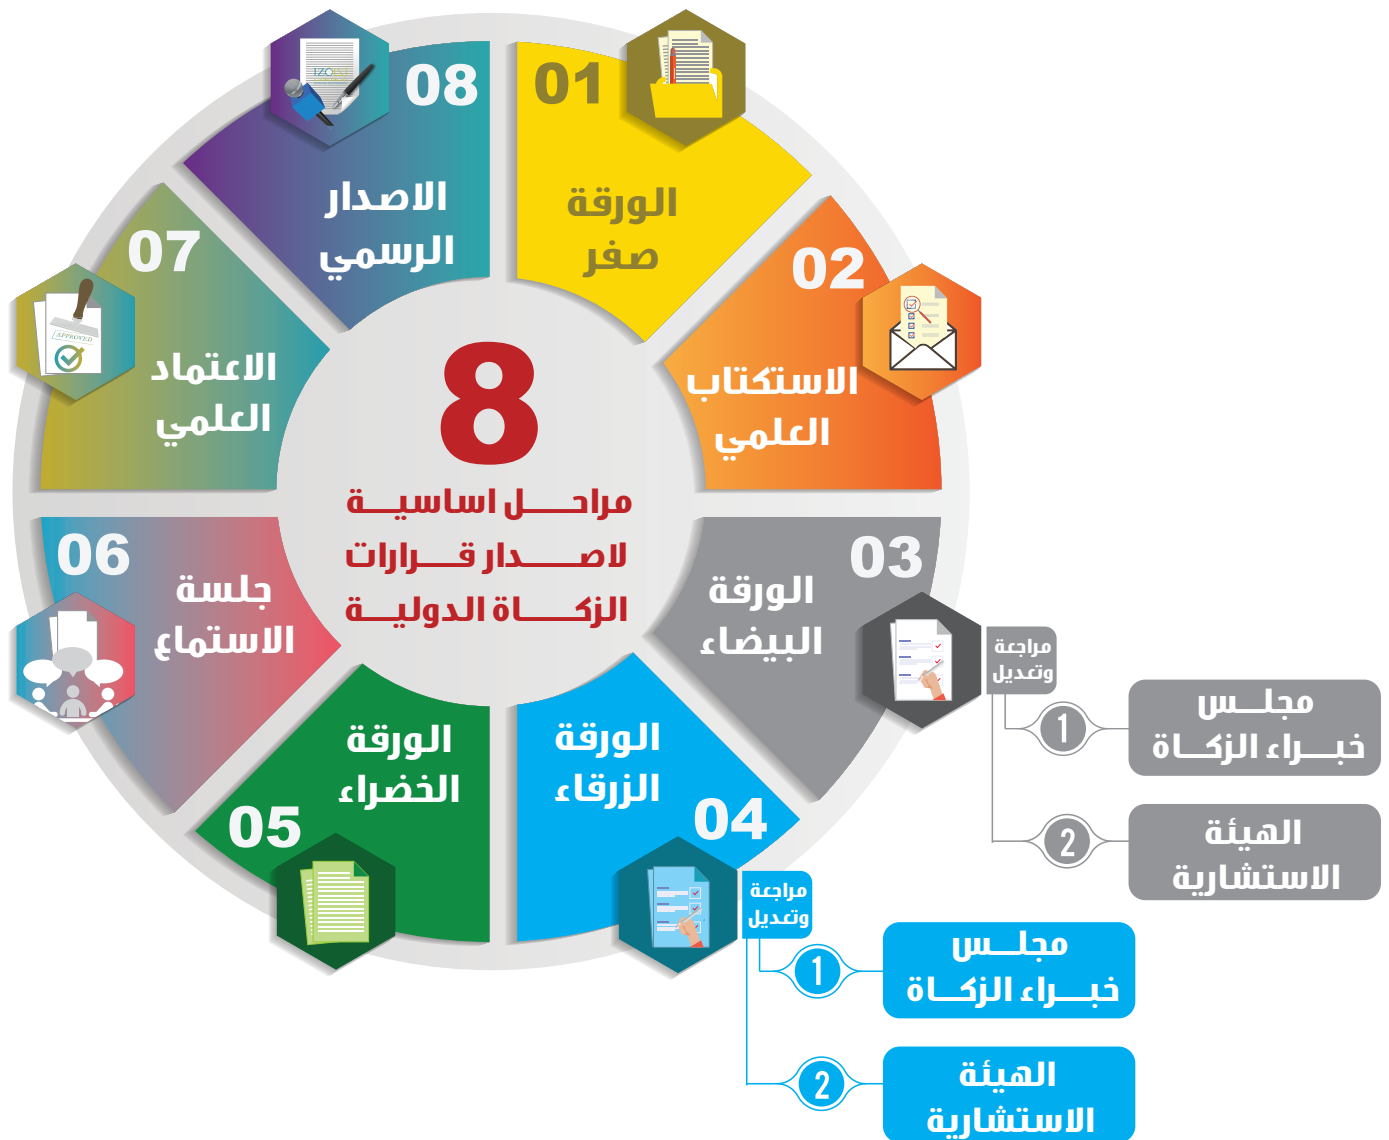 8
مراحل اساسية
لاصدار قرارات
الزكاة الدولية
01
الورقة
صفر
02
الاستكتاب
العلمي
03
الورقة
البيضاء
مراجعة
وتعديل
1
مجلس
خبراء الزكاة
2
الهيئة
الاستشارية
04
الورقة
الزرقاء
مراجعة
وتعديل
1
مجلس
خبراء الزكاة
2
الهيئة
الاستشارية
05
الورقة
الخضراء
06
جلسة
الاستماع
07
الاعتماد
العلمي
APPROVED
08
الاصدار
الرسمي